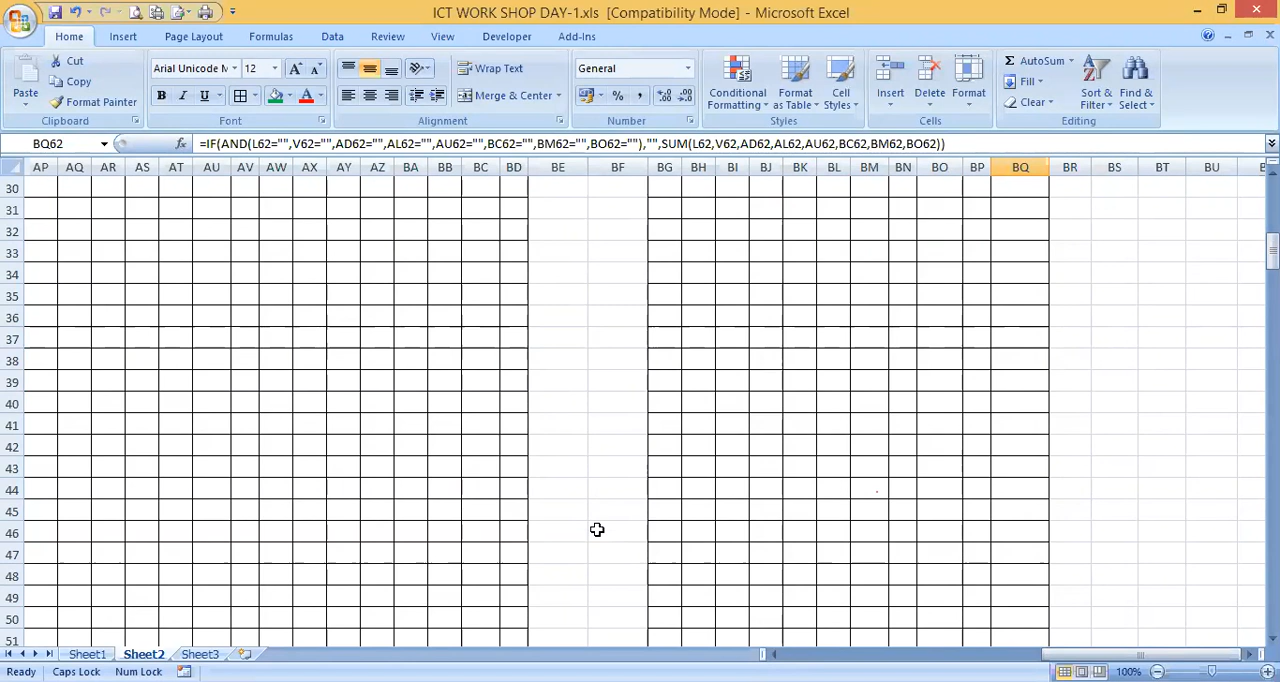 ICT WORK SHOP DAY-1.xls [Compatibility Mode] - Microsoft Excel
Home Insert Page Layout Formulas Data Review View Developer Add-Ins
Paste Cut Copy Format Painter Clipboard
Arial Unicode M 12 B I U A Font
Wrap Text Merge & Center Alignment
General % , Number
Conditional Formatting Format as Table Cell Styles Styles
Insert Delete Format Cells
AutoSum Fill Clear Sort & Filter Find & Select Editing
BQ62 fx =IF(AND(L62="",V62="",AD62="",AL62="",AU62="",BC62="",BM62="",BO62=""),"",SUM(L62,V62,AD62,AL62,AU62,BC62,BM62,BO62))
AP AQ AR AS AT AU AV AW AX AY AZ BA BB BC BD BE BF BG BH BI BJ BK BL BM BN BO BP BQ BR BS BT BU
30
31
32
33
34
35
36
37
38
39
40
41
42
43
44
45
46
47
48
49
50
51
Sheet1 Sheet2 Sheet3
Ready Caps Lock Num Lock 100%